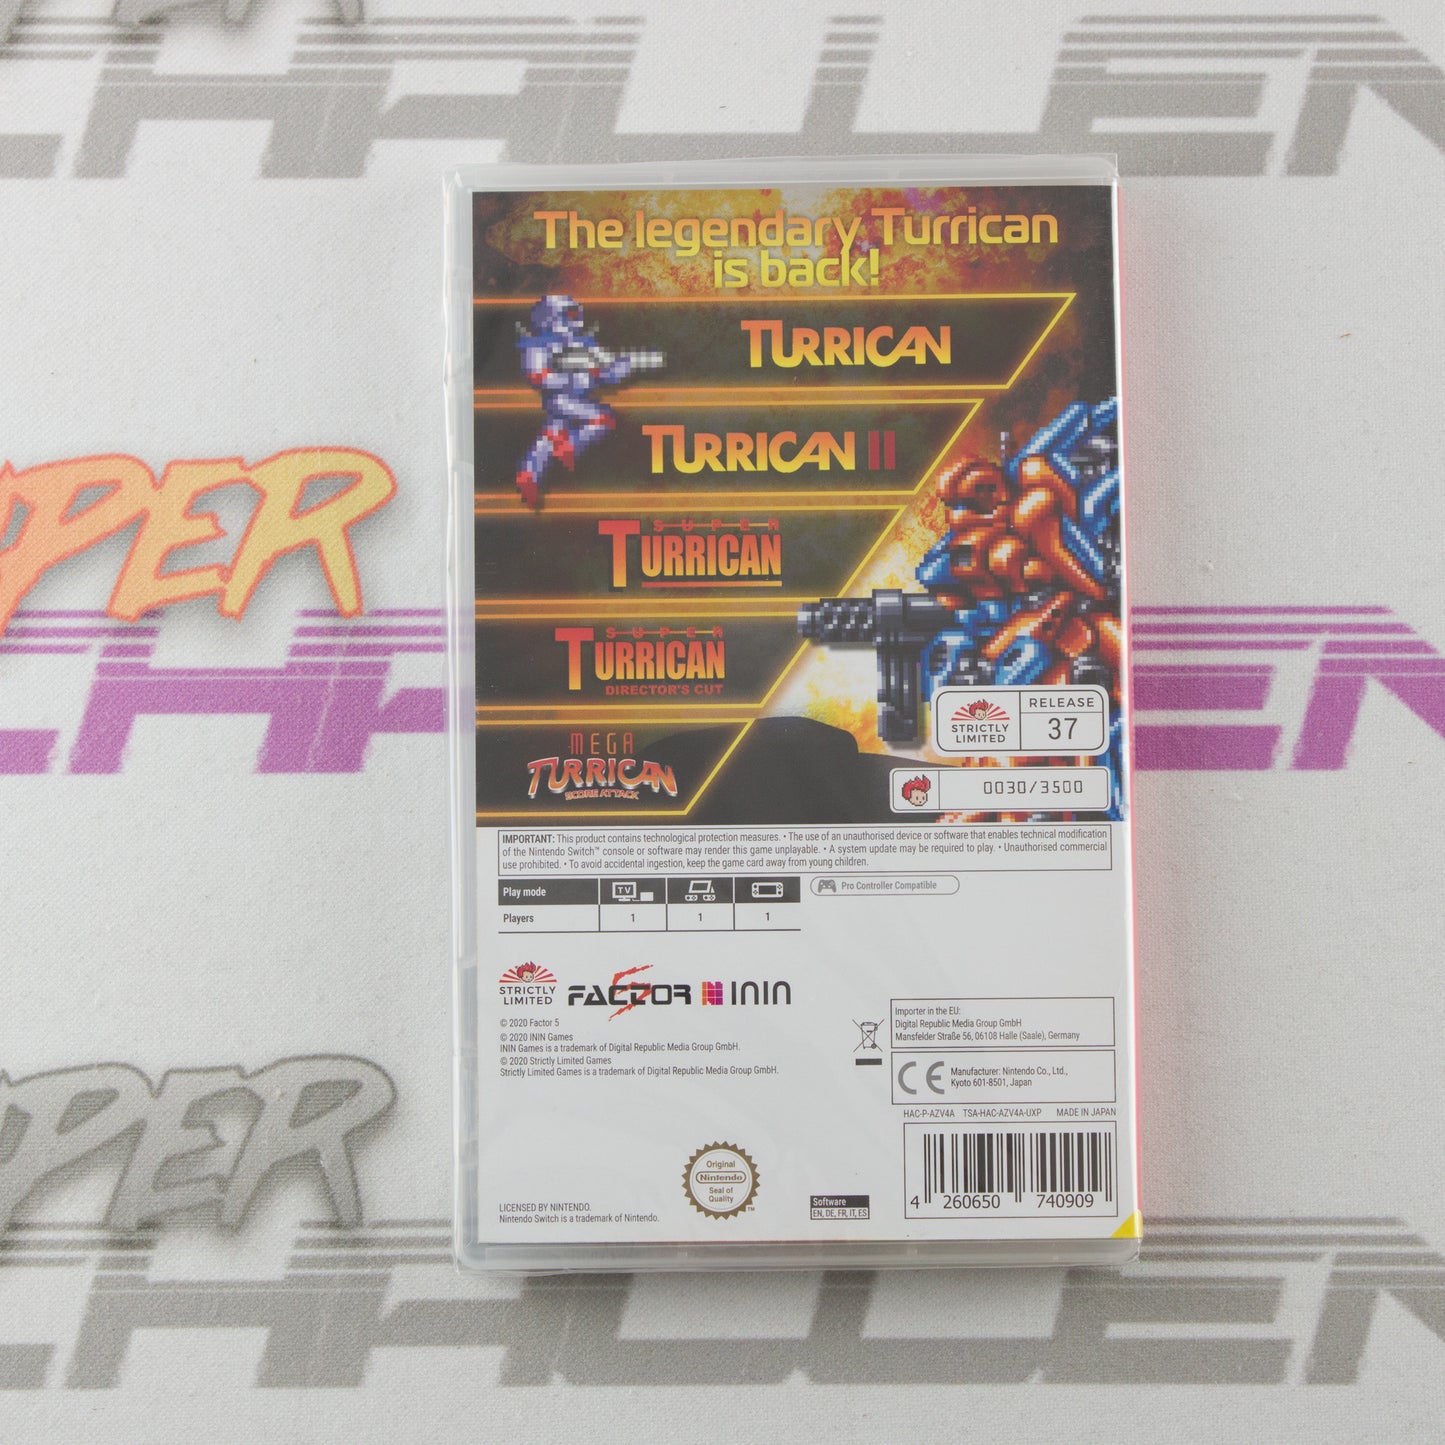 The legendary Turrican
is back!
TURRICAN
TURRICAN II
SUPER
TURRICAN
SUPER
TURRICAN
DIRECTOR'S CUT
MEGA
TURRICAN
SCORE ATTACK
STRICTLY
LIMITED
RELEASE
37
0030/3500
IMPORTANT: This product contains technological protection measures. • The use of an unauthorised device or software that enables technical modification
of the Nintendo Switch™ console or software may render this game unplayable. • A system update may be required to play. • Unauthorised commercial
use prohibited. • To avoid accidental ingestion, keep the game card away from young children.
Play mode TV
Pro Controller Compatible
Players 1 1 1
STRICTLY
LIMITED
FACTOR 5
ININ
© 2020 Factor 5
© 2020 ININ Games
ININ Games is a trademark of Digital Republic Media Group GmbH.
© 2020 Strictly Limited Games
Strictly Limited Games is a trademark of Digital Republic Media Group GmbH.
Importer in the EU:
Digital Republic Media Group GmbH
Mansfelder Straße 56, 06108 Halle (Saale), Germany
CE
Manufacturer: Nintendo Co., Ltd.,
Kyoto 601-8501, Japan
HAC-P-AZV4A TSA-HAC-AZV4A-UXP MADE IN JAPAN
4 260650 740909
Original
Nintendo
Seal of
Quality
TM
Software
EN, DE, FR, IT, ES
LICENSED BY NINTENDO.
Nintendo Switch is a trademark of Nintendo.